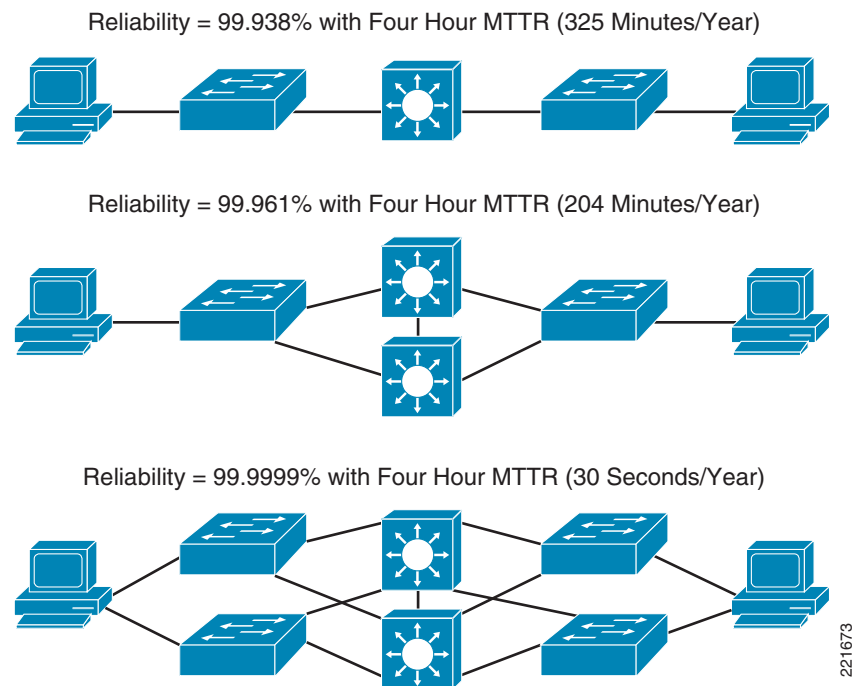 Reliability = 99.938% with Four Hour MTTR (325 Minutes/Year)
Reliability = 99.961% with Four Hour MTTR (204 Minutes/Year)
Reliability = 99.9999% with Four Hour MTTR (30 Seconds/Year)
221673